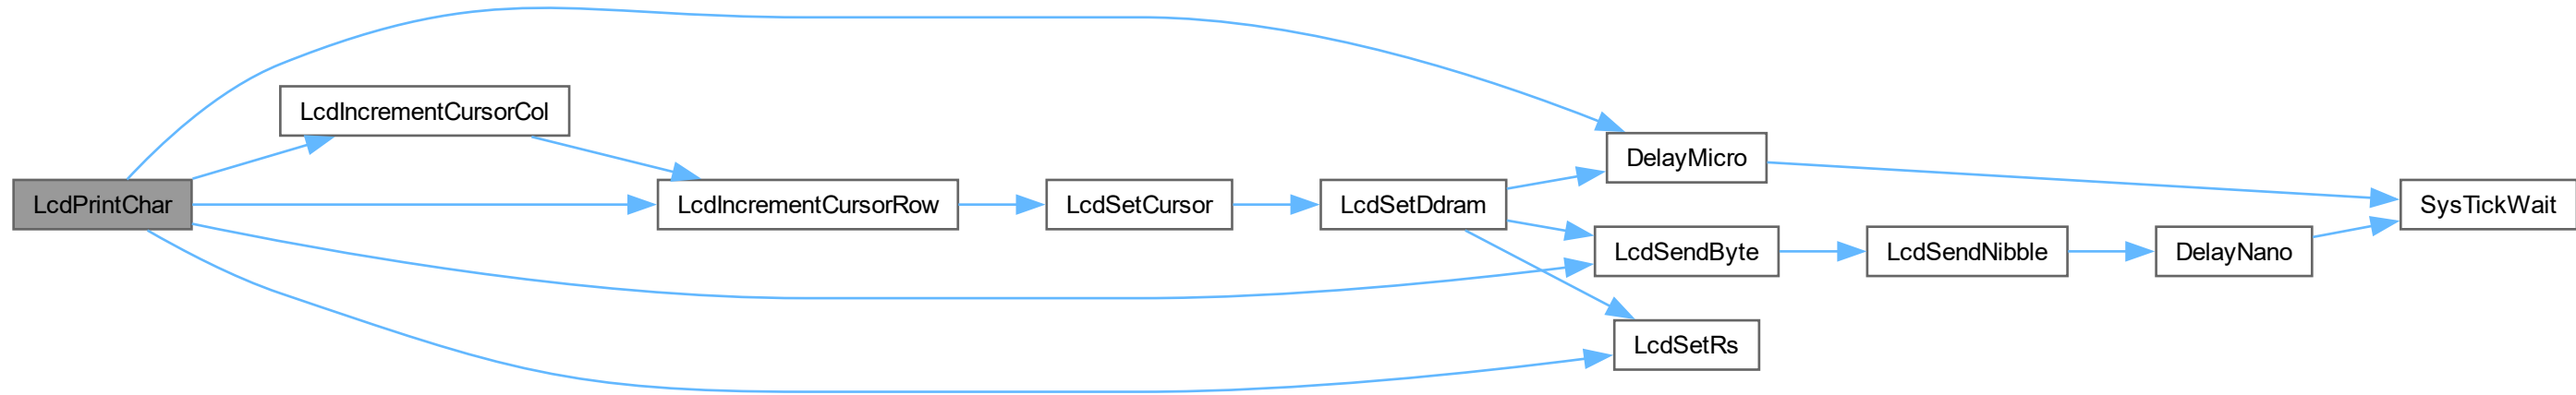 LcdPrintChar
LcdIncrementCursorCol
LcdIncrementCursorRow
LcdSetCursor
LcdSetDdram
DelayMicro
LcdSendByte
LcdSetRs
LcdSendNibble
DelayNano
SysTickWait